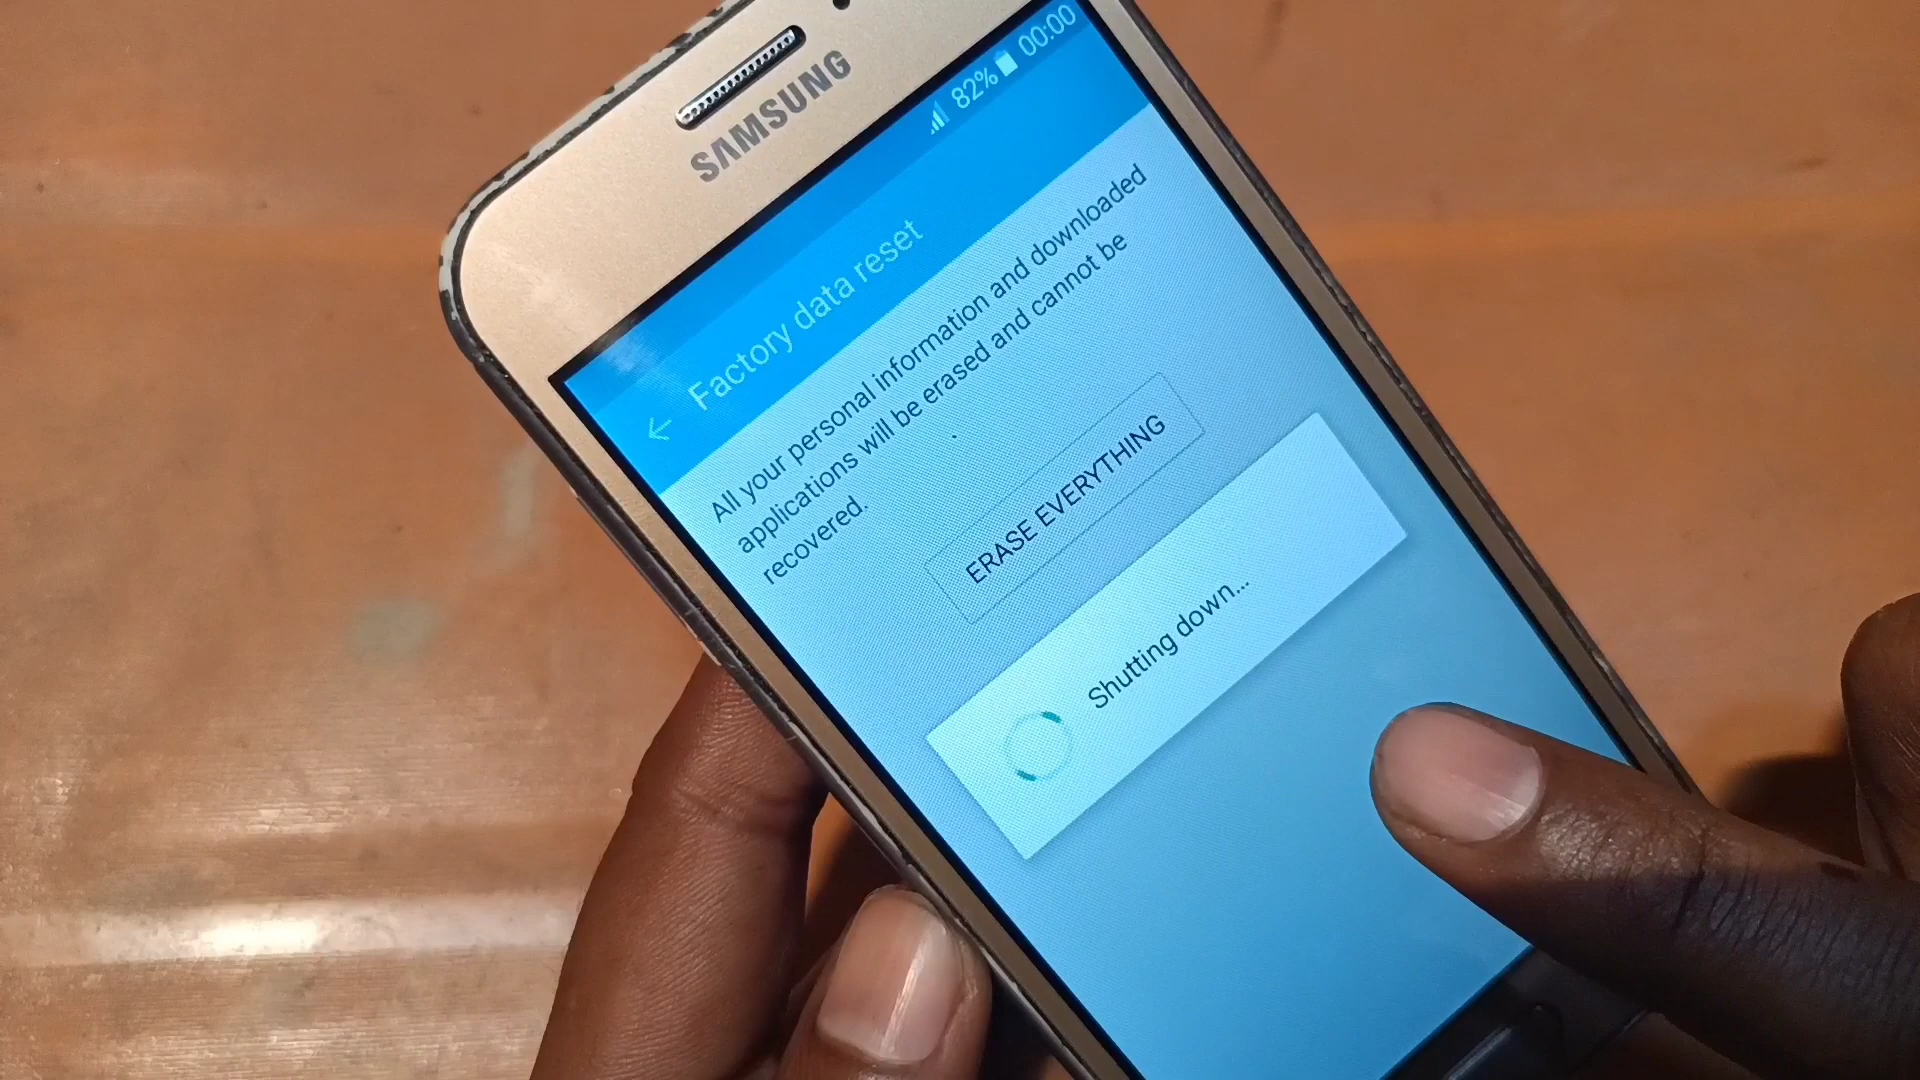 SAMSUNG
82% 00:00
Factory data reset
All your personal information and downloaded
applications will be erased and cannot be
recovered.
ERASE EVERYTHING
Shutting down...